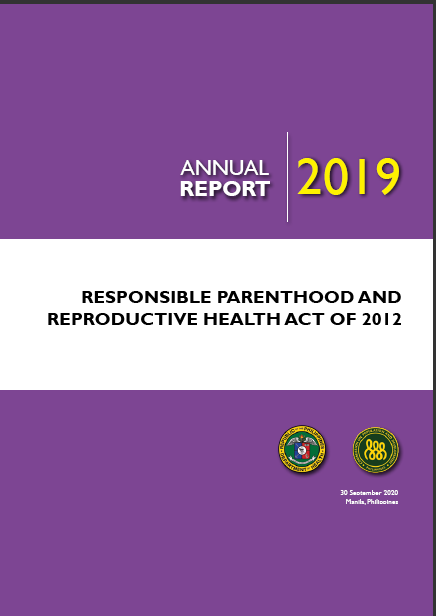 ANNUAL
REPORT
2019
RESPONSIBLE PARENTHOOD AND
REPRODUCTIVE HEALTH ACT OF 2012
30 September 2020
Manila, Philippines